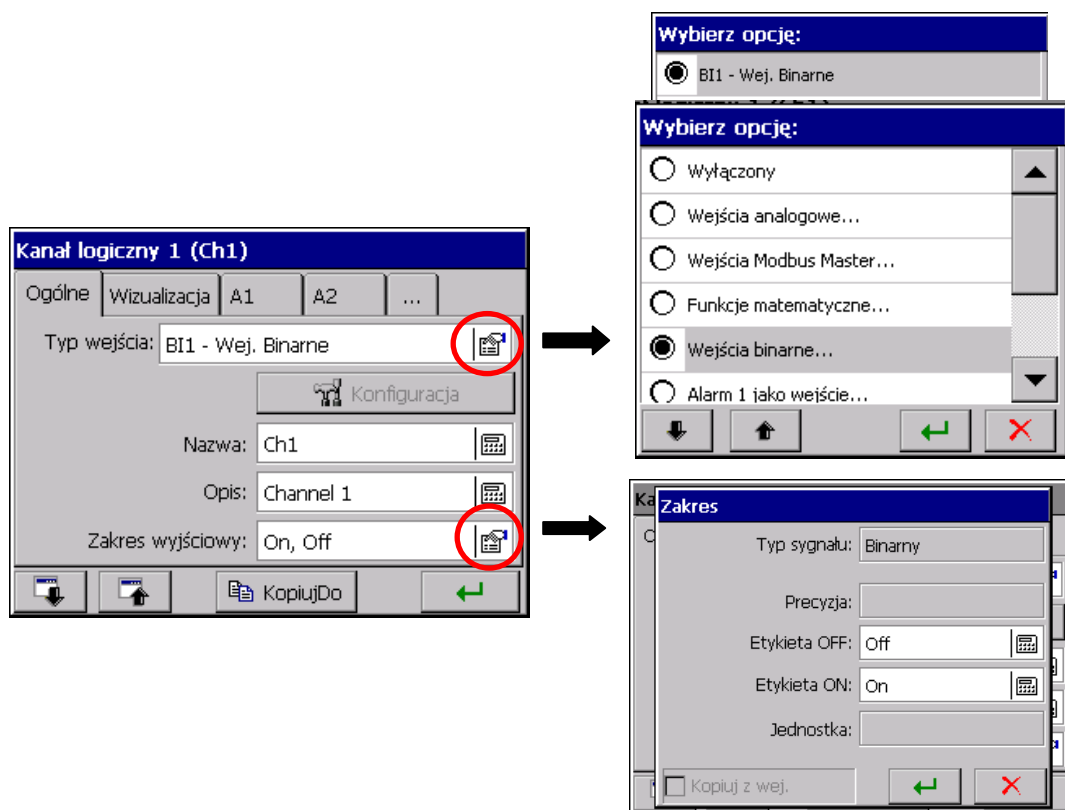 Wybierz opcję:
BI1 - Wej. Binarne
Wybierz opcję:
Wyłączony
Wejścia analogowe...
Wejścia Modbus Master...
Funkcje matematyczne...
Wejścia binarne...
Alarm 1 jako wejście...
Kanał logiczny 1 (Ch1)
Ogólne Wizualizacja A1 A2 ...
Typ wejścia: BI1 - Wej. Binarne
Konfiguracja
Nazwa: Ch1
Opis: Channel 1
Zakres wyjściowy: On, Off
KopiujDo
Ka
Zakres
Typ sygnału: Binarny
Precyzja:
Etykieta OFF: Off
Etykieta ON: On
Jednostka:
Kopiuj z wej.